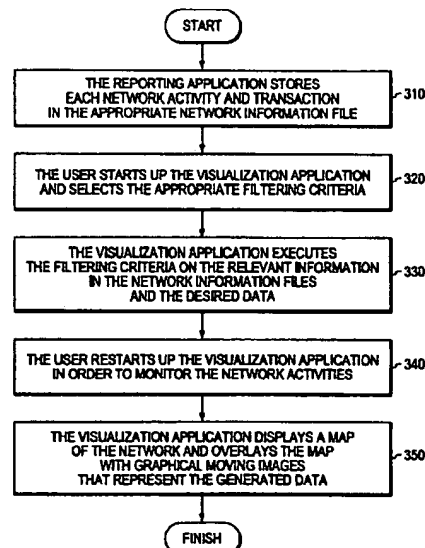 START
THE REPORTING APPLICATION STORES
EACH NETWORK ACTIVITY AND TRANSACTION
IN THE APPROPRIATE NETWORK INFORMATION FILE
310
THE USER STARTS UP THE VISUALIZATION APPLICATION
AND SELECTS THE APPROPRIATE FILTERING CRITERIA
320
THE VISUALIZATION APPLICATION EXECUTES
THE FILTERING CRITERIA ON THE RELEVANT INFORMATION
IN THE NETWORK INFORMATION FILES
AND THE DESIRED DATA
330
THE USER RESTARTS UP THE VISUALIZATION APPLICATION
IN ORDER TO MONITOR THE NETWORK ACTIVITIES
340
THE VISUALIZATION APPLICATION DISPLAYS A MAP
OF THE NETWORK AND OVERLAYS THE MAP
WITH GRAPHICAL MOVING IMAGES
THAT REPRESENT THE GENERATED DATA
350
FINISH